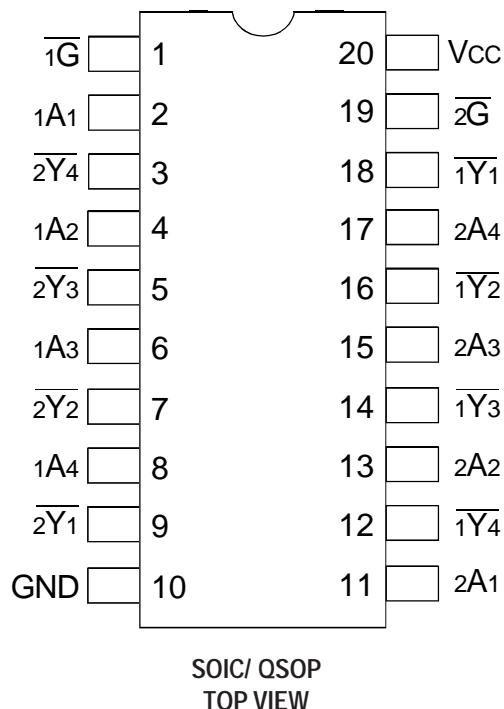 1G 1 20 VCC
1A1 2 19 2G
2Y4 3 18 1Y1
1A2 4 17 2A4
2Y3 5 16 1Y2
1A3 6 15 2A3
2Y2 7 14 1Y3
1A4 8 13 2A2
2Y1 9 12 1Y4
GND 10 11 2A1
SOIC/ QSOP
TOP VIEW